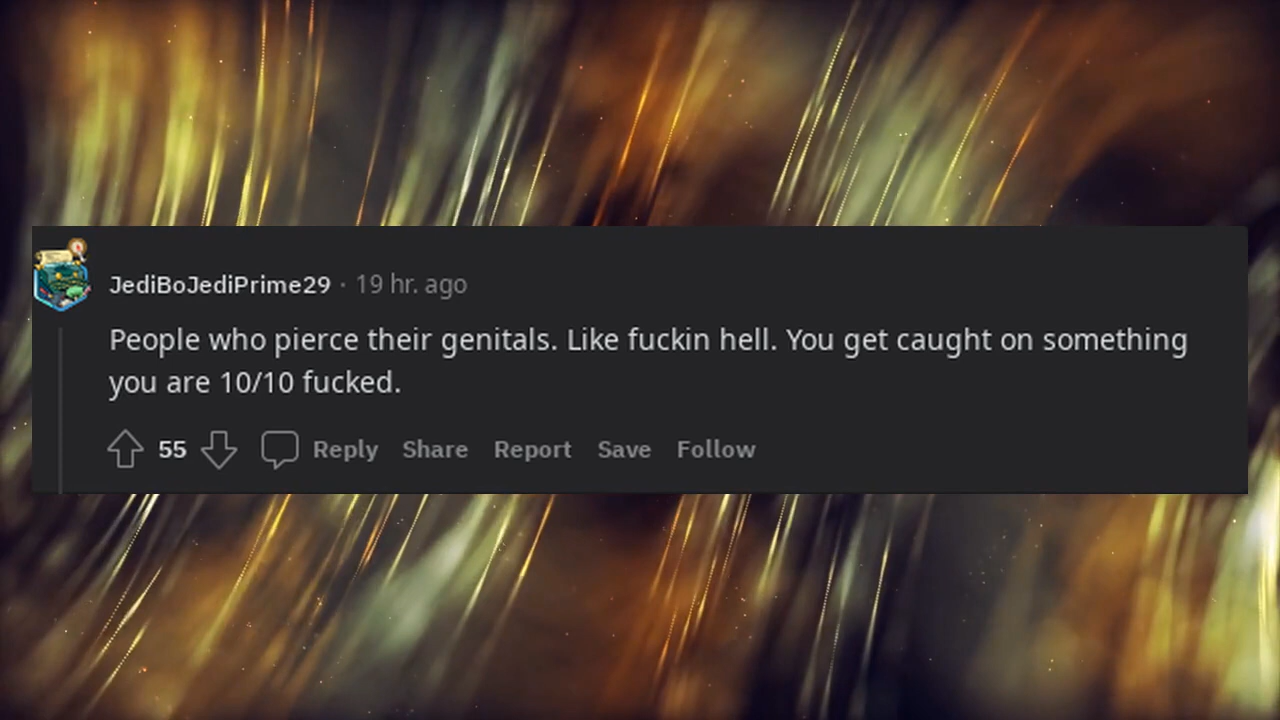 JediBoJediPrime29 · 19 hr. ago
People who pierce their genitals. Like fuckin hell. You get caught on something
you are 10/10 fucked.
55 Reply Share Report Save Follow